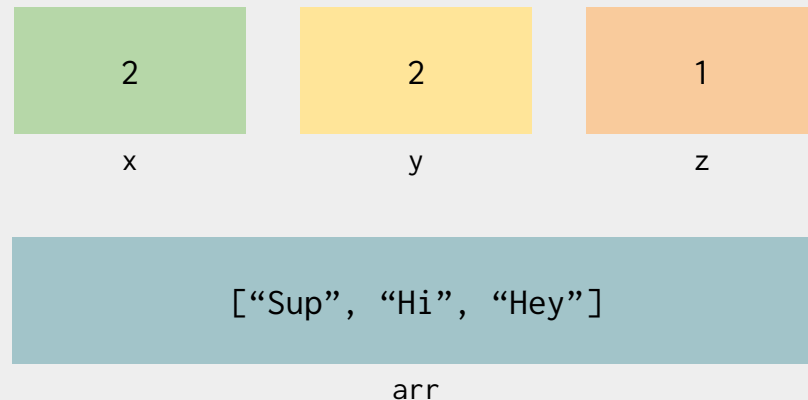 2 2 1
x y z
[“Sup”, “Hi”, “Hey”]
arr